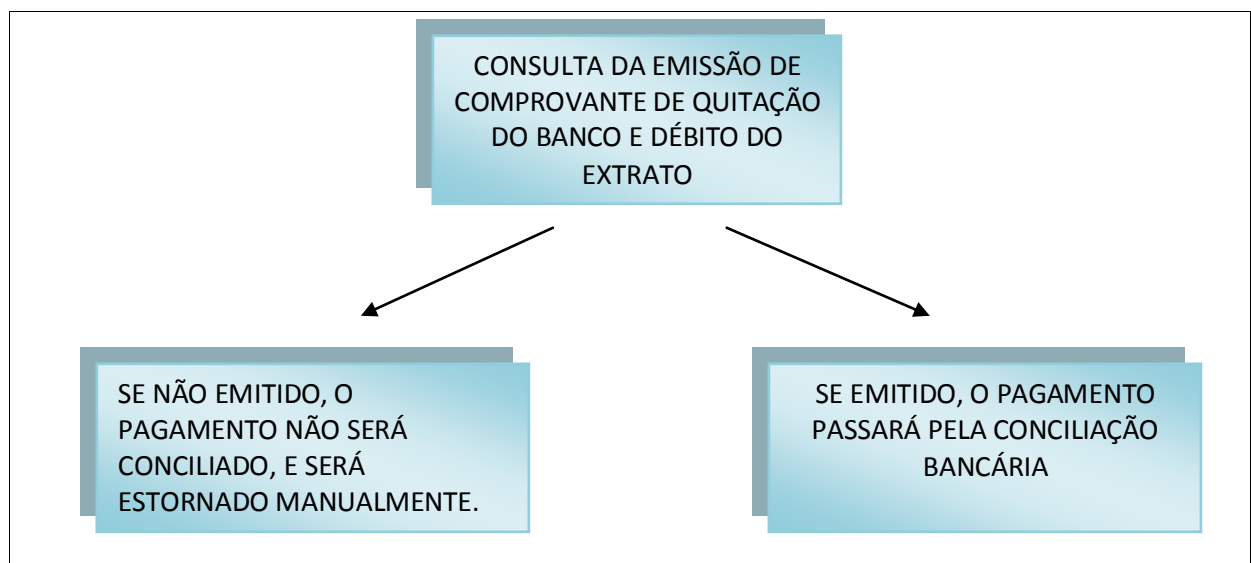 CONSULTA DA EMISSÃO DE
COMPROVANTE DE QUITAÇÃO
DO BANCO E DÉBITO DO
EXTRATO
SE NÃO EMITIDO, O
PAGAMENTO NÃO SERÁ
CONCILIADO, E SERÁ
ESTORNADO MANUALMENTE.
SE EMITIDO, O PAGAMENTO
PASSARÁ PELA CONCILIAÇÃO
BANCÁRIA